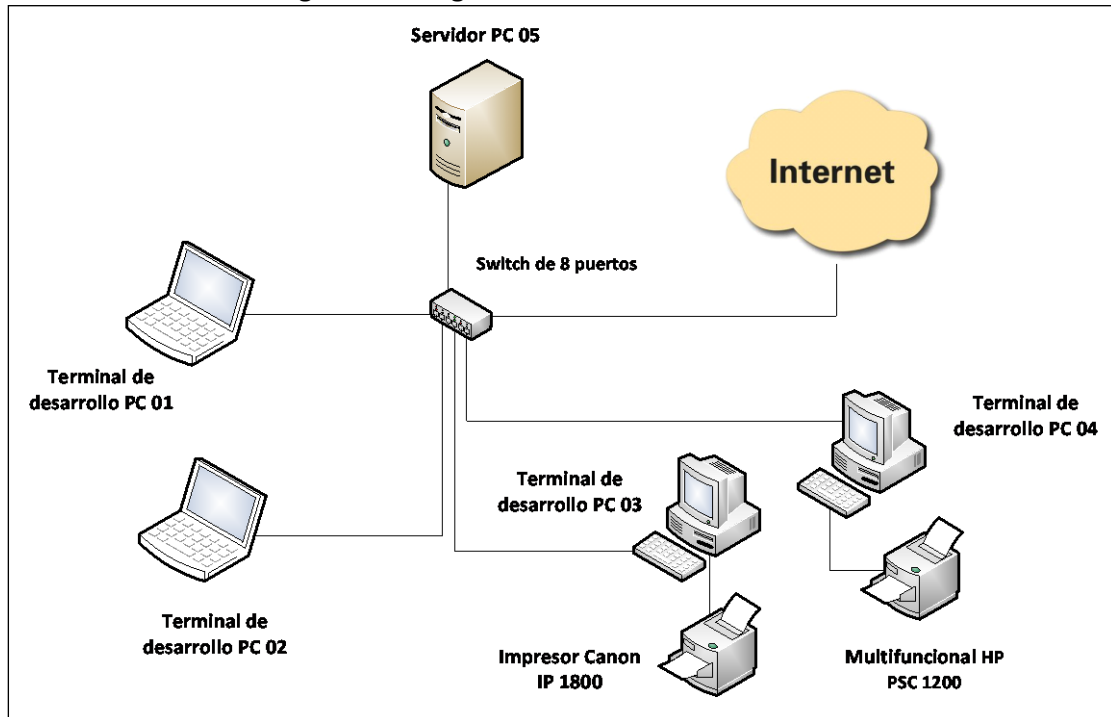 Servidor PC 05
Internet
Switch de 8 puertos
Terminal de
desarrollo PC 01
Terminal de
desarrollo PC 04
Terminal de
desarrollo PC 03
Terminal de
desarrollo PC 02
Impresor Canon
IP 1800
Multifuncional HP
PSC 1200